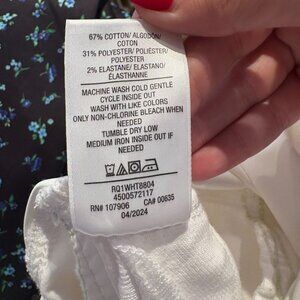 67% COTTON/ ALGODON/
COTON
31% POLYESTER/ POLIÉSTER/
POLYESTER
2% ELASTANE/ ELASTANO/
ÉLASTHANNE
MACHINE WASH COLD GENTLE
CYCLE INSIDE OUT
WASH WITH LIKE COLORS
ONLY NON-CHLORINE BLEACH WHEN
NEEDED
TUMBLE DRY LOW
MEDIUM IRON INSIDE OUT IF
NEEDED
RQ1WHT8804
4500572117
RN# 107906 CA# 00635
04/2024